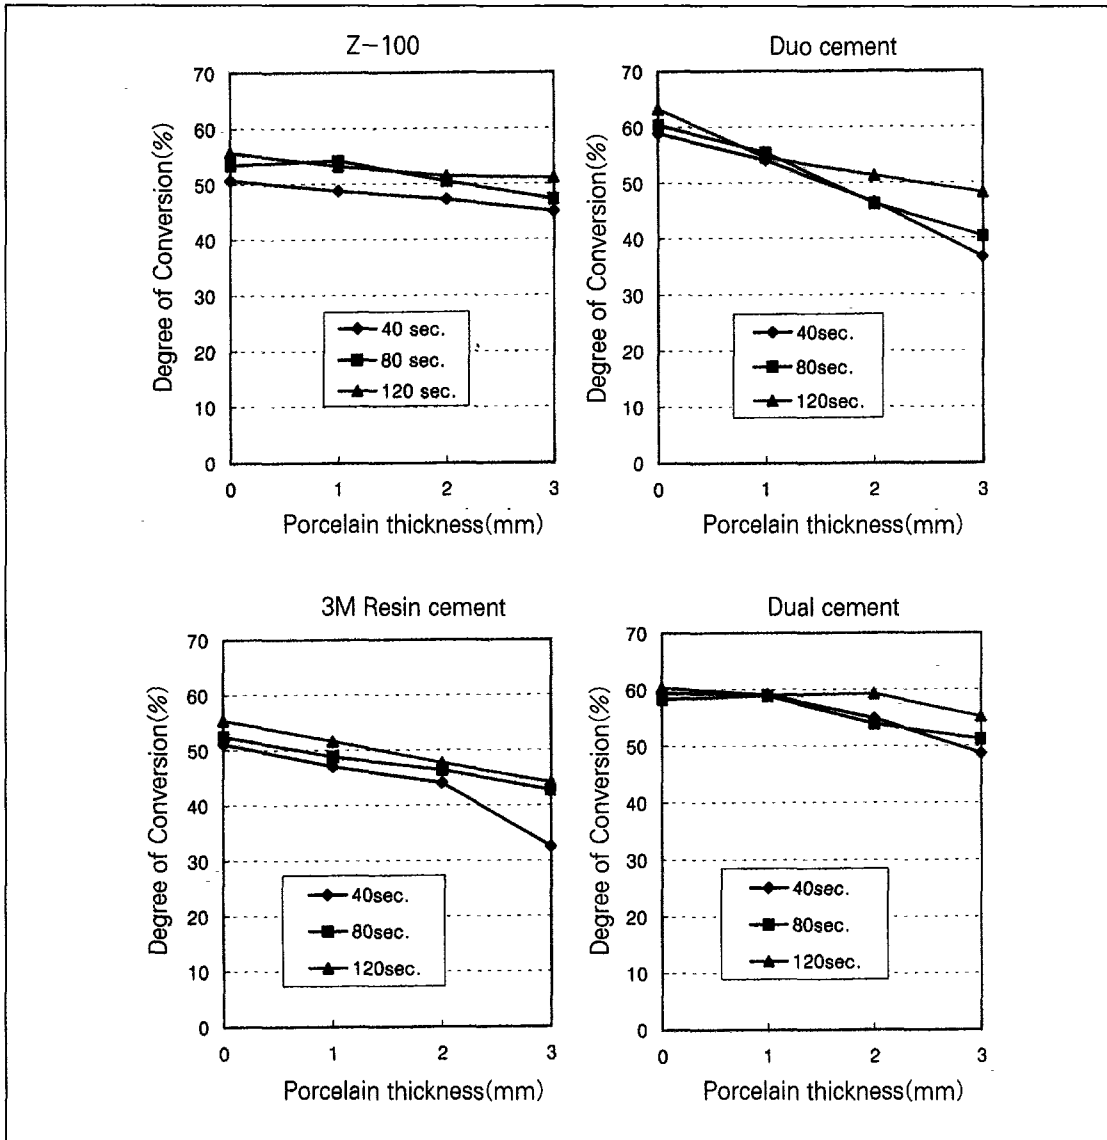 Z-100
Degree of Conversion(%)
70
60
50
40
30
20
10
0
40 sec.
80 sec.
120 sec.
0 1 2 3
Porcelain thickness(mm)
Duo cement
Degree of Conversion(%)
70
60
50
40
30
20
10
0
40sec.
80sec.
120sec.
0 1 2 3
Porcelain thickness(mm)
3M Resin cement
Degree of Conversion(%)
70
60
50
40
30
20
10
0
40sec.
80sec.
120sec.
0 1 2 3
Porcelain thickness(mm)
Dual cement
Degree of Conversion(%)
70
60
50
40
30
20
10
0
40sec.
80sec.
120sec.
0 1 2 3
Porcelain thickness(mm)